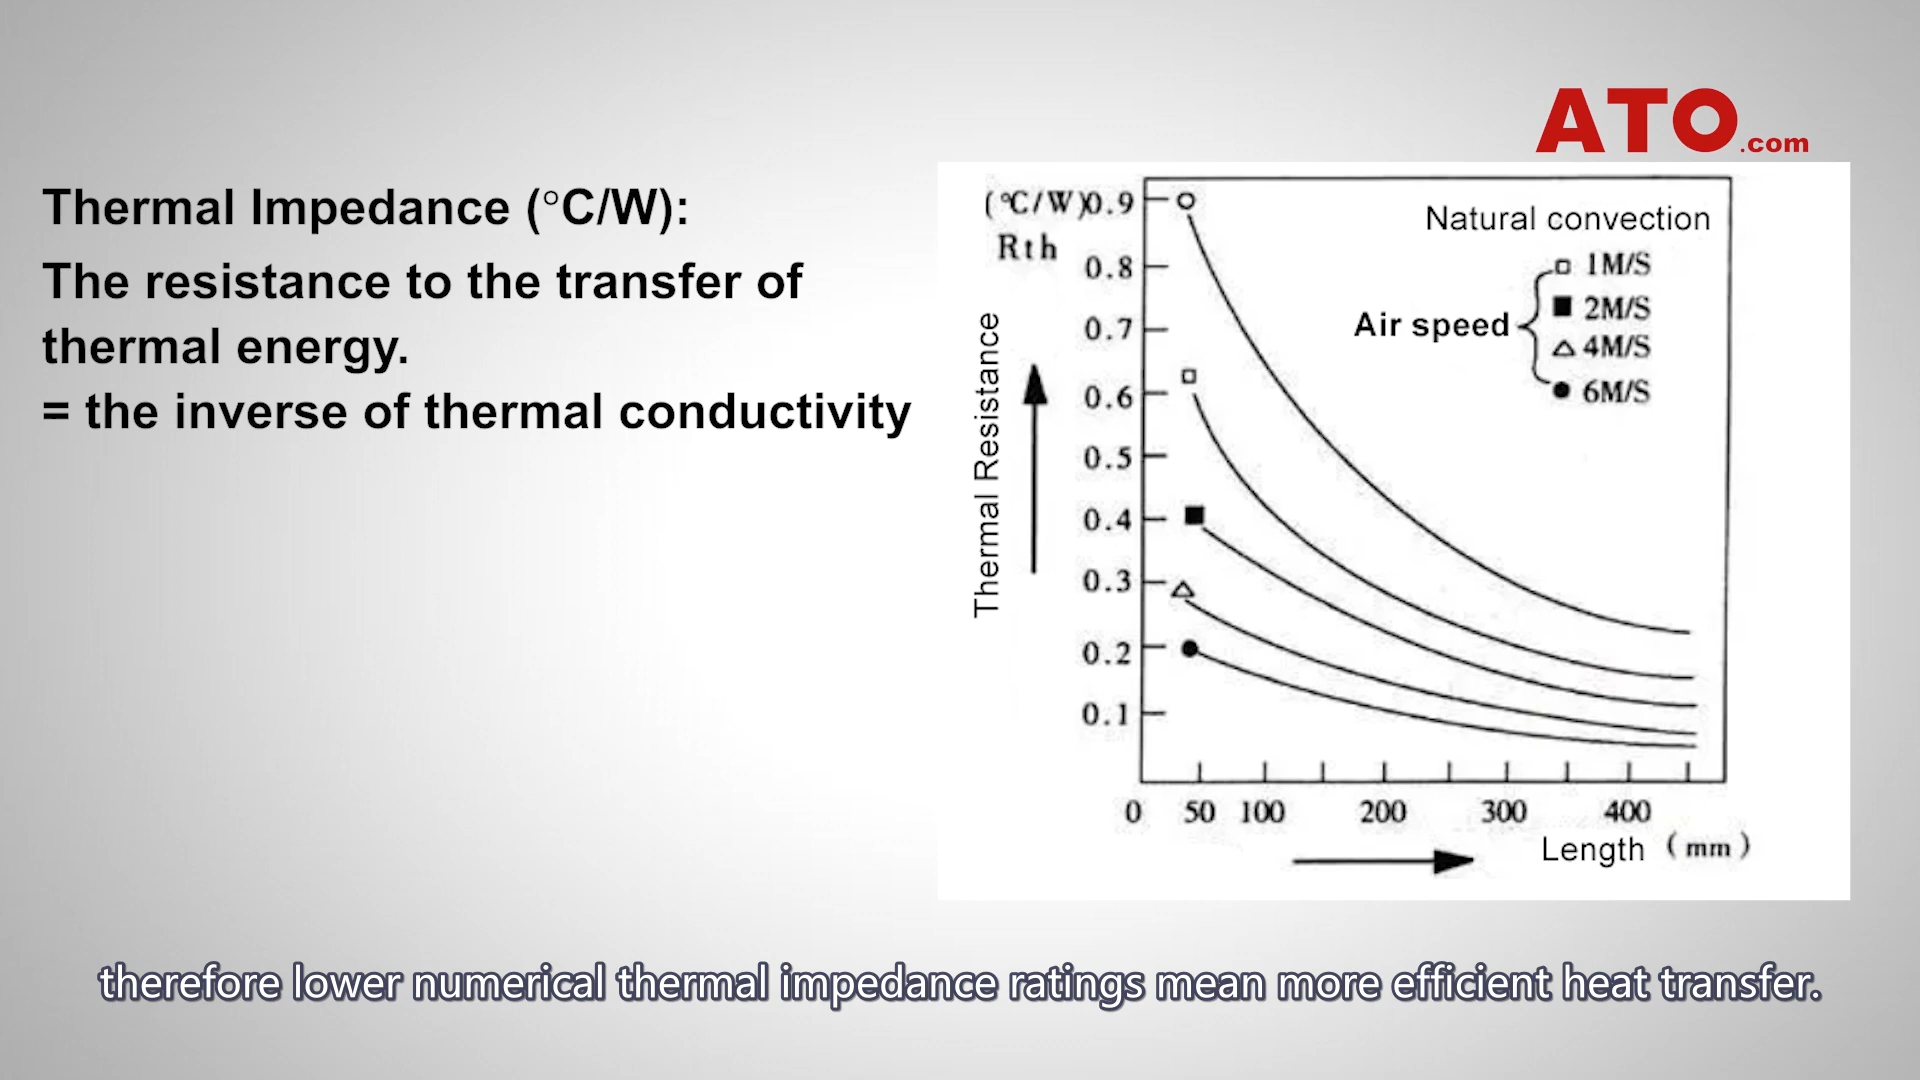 ATO.com
Thermal Impedance (°C/W):
The resistance to the transfer of
thermal energy.
= the inverse of thermal conductivity
(℃/W)
Rth
Thermal Resistance
0.9
0.8
0.7
0.6
0.5
0.4
0.3
0.2
0.1
Natural convection
Air speed
1M/S
2M/S
4M/S
6M/S
0 50 100 200 300 400
Length (mm)
therefore lower numerical thermal impedance ratings mean more efficient heat transfer.